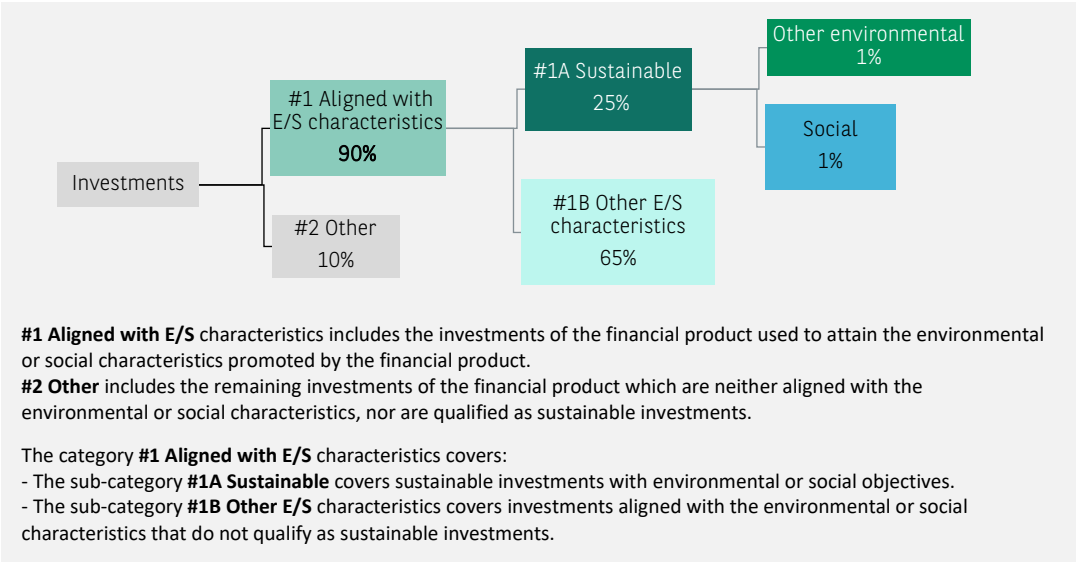 Other environmental
1%
#1A Sustainable
25%
#1 Aligned with
E/S characteristics
90%
Social
1%
Investments
#1B Other E/S
characteristics
65%
#2 Other
10%
#1 Aligned with E/S characteristics includes the investments of the financial product used to attain the environmental
or social characteristics promoted by the financial product.
#2 Other includes the remaining investments of the financial product which are neither aligned with the
environmental or social characteristics, nor are qualified as sustainable investments.
The category #1 Aligned with E/S characteristics covers:
- The sub-category #1A Sustainable covers sustainable investments with environmental or social objectives.
- The sub-category #1B Other E/S characteristics covers investments aligned with the environmental or social
characteristics that do not qualify as sustainable investments.